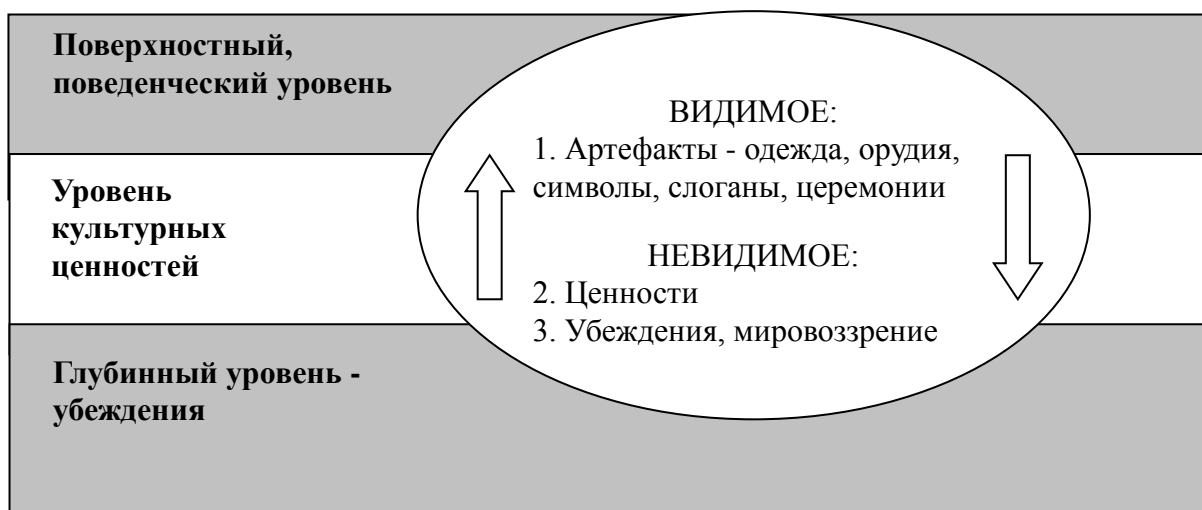 Поверхностный,
поведенческий уровень
ВИДИМОЕ:
1. Артефакты - одежда, орудия,
символы, слоганы, церемонии
Уровень
культурных
ценностей
НЕВИДИМОЕ:
2. Ценности
3. Убеждения, мировоззрение
Глубинный уровень -
убеждения